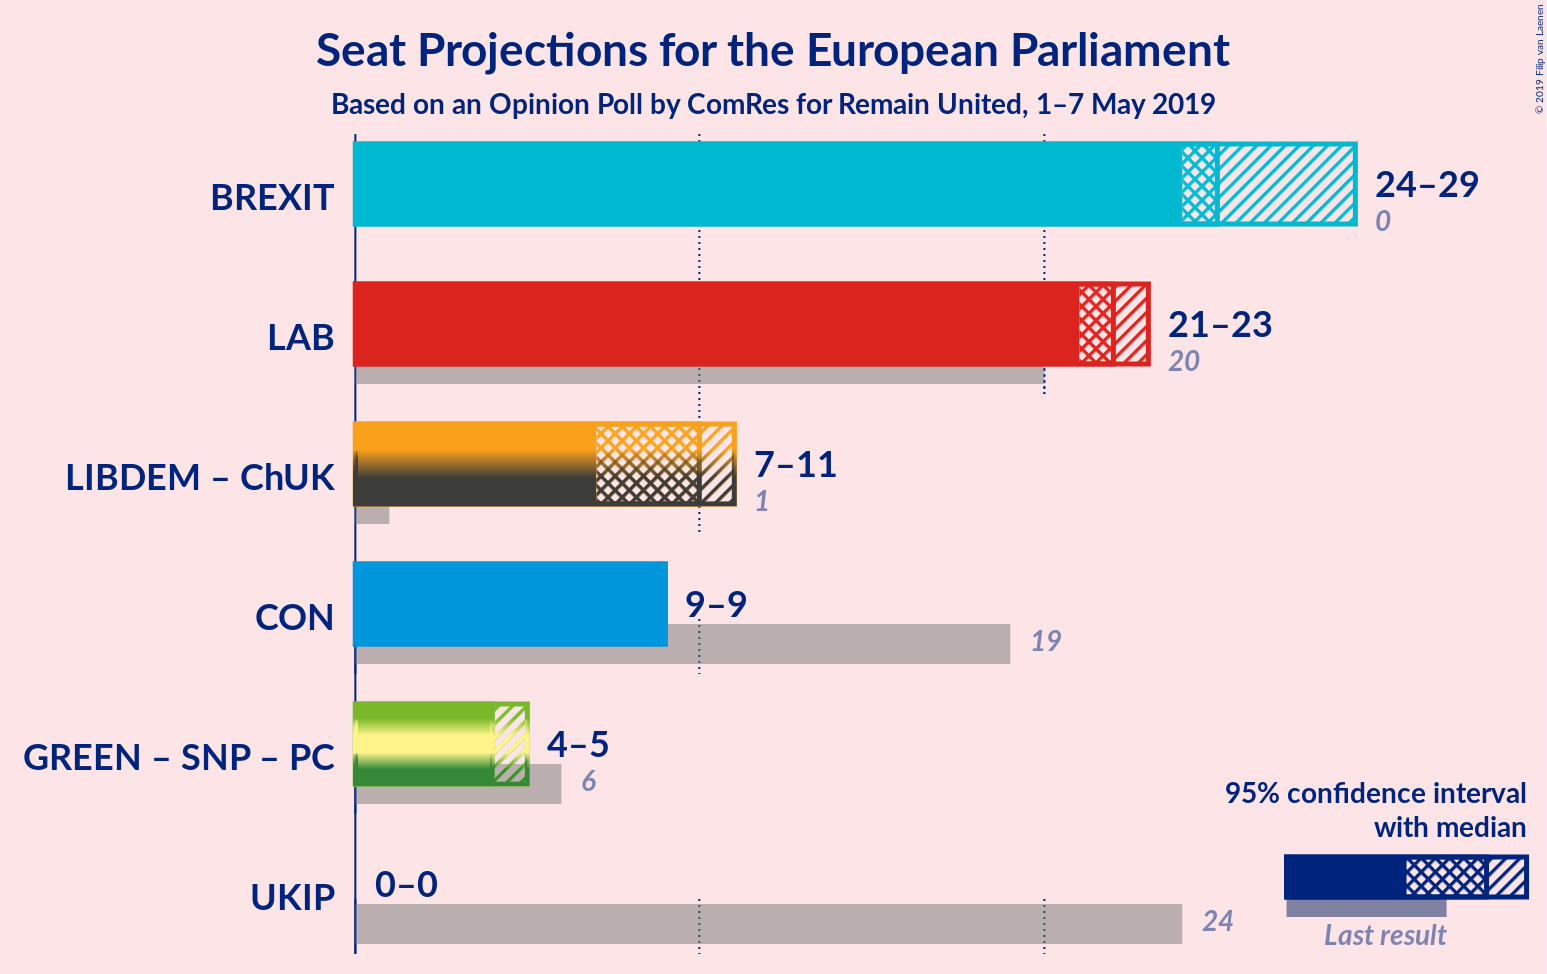 Seat Projections for the European Parliament
Based on an Opinion Poll by ComRes for Remain United, 1–7 May 2019
© 2019 Filip van Laenen
BREXIT
24–29
0
LAB
21–23
20
LIBDEM – ChUK
7–11
1
CON
9–9
19
GREEN – SNP – PC
4–5
6
UKIP
0–0
24
95% confidence interval
with median
Last result